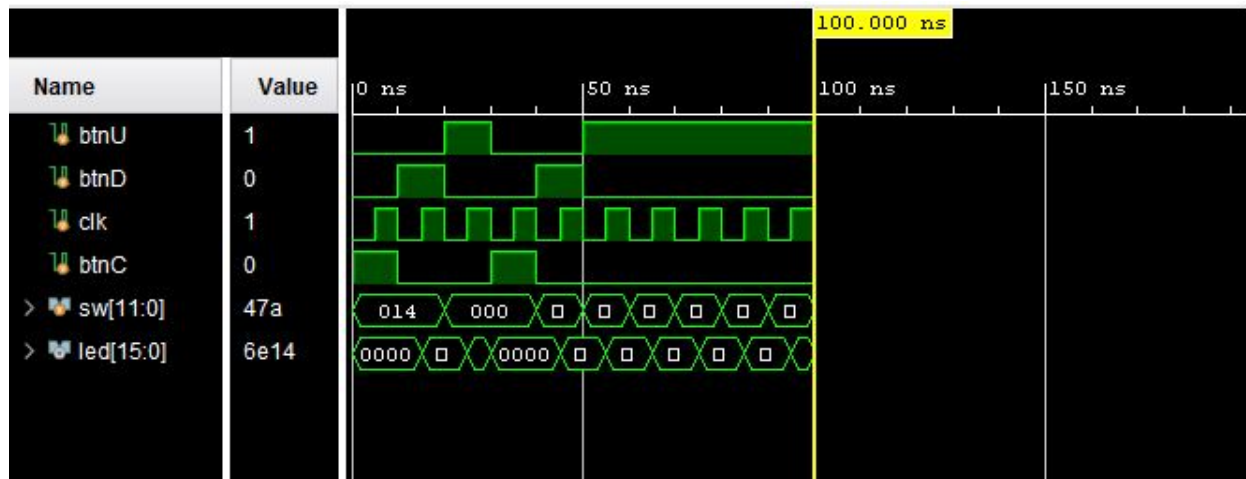 100.000 ns
Name Value 0 ns 50 ns 100 ns 150 ns
btnU 1
btnD 0
clk 1
btnC 0
sw[11:0] 47a 014 000
led[15:0] 6e14 0000 0000